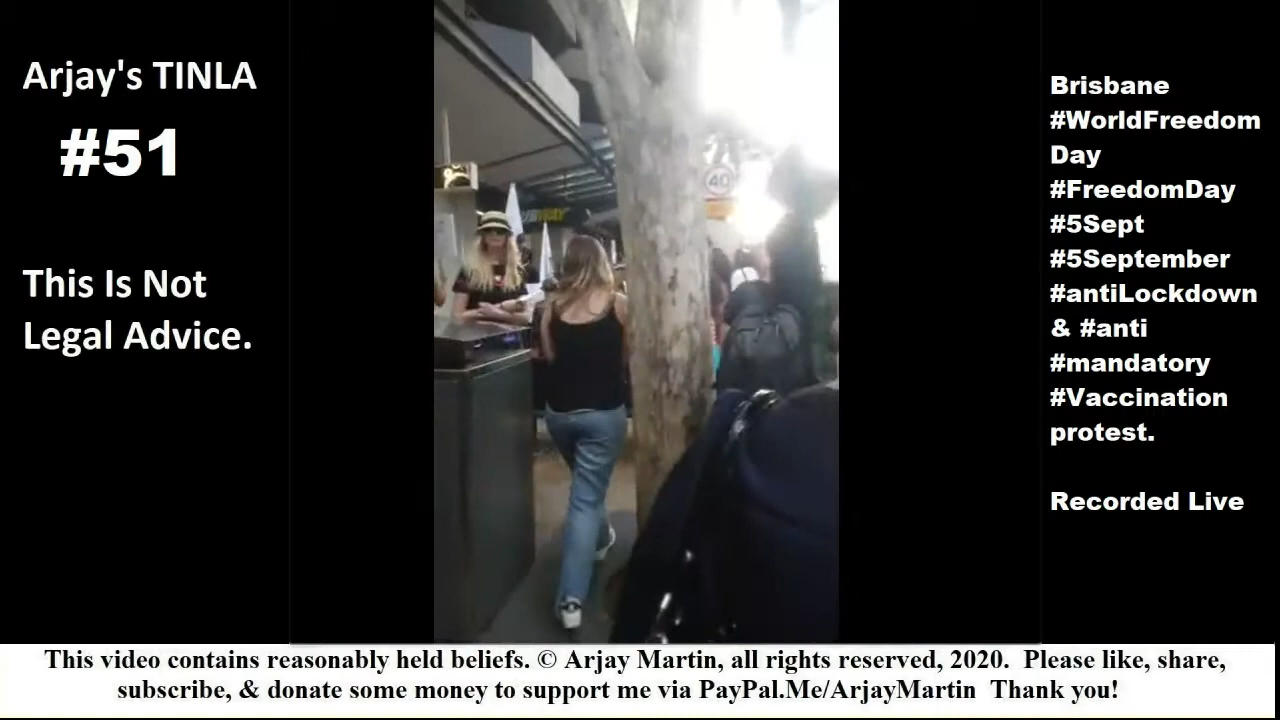 Arjay's TINLA
#51
This Is Not
Legal Advice.
40
Brisbane
#WorldFreedom
Day
#FreedomDay
#5Sept
#5September
#antiLockdown
& #anti
#mandatory
#Vaccination
protest.
Recorded Live
This video contains reasonably held beliefs. © Arjay Martin, all rights reserved, 2020.  Please like, share,
subscribe, & donate some money to support me via PayPal.Me/ArjayMartin  Thank you!